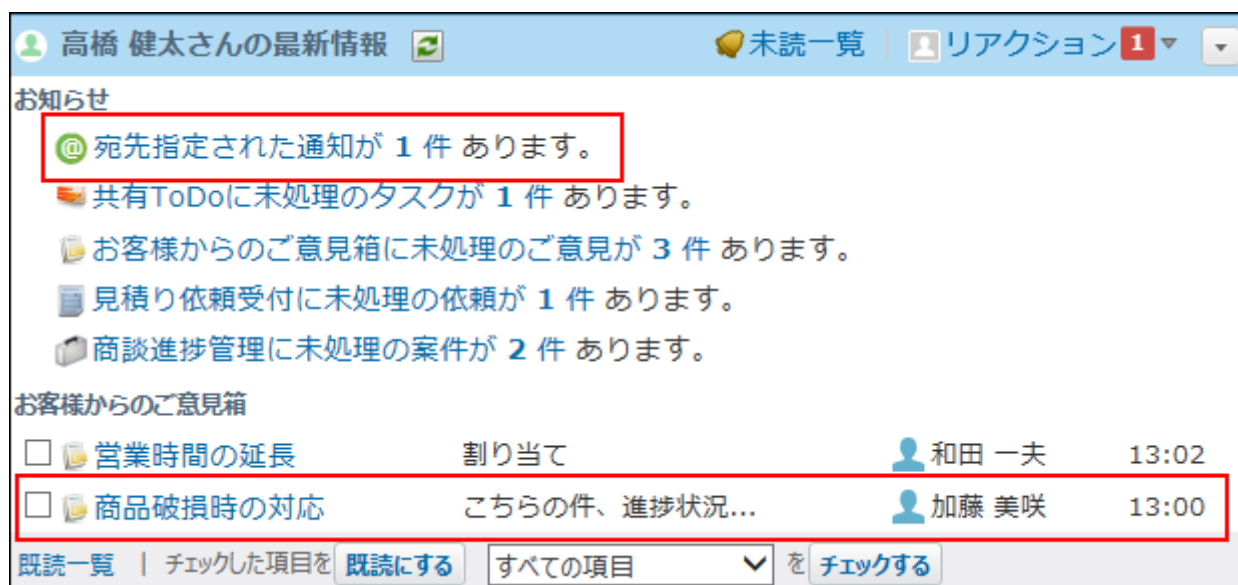 高橋 健太さんの最新情報 未読一覧 リアクション 1
お知らせ
@ 宛先指定された通知が 1 件 あります。
共有ToDoに未処理のタスクが 1 件 あります。
お客様からのご意見箱に未処理のご意見が 3 件 あります。
見積り依頼受付に未処理の依頼が 1 件 あります。
商談進捗管理に未処理の案件が 2 件 あります。
お客様からのご意見箱
営業時間の延長 割り当て 和田 一夫 13:02
商品破損時の対応 こちらの件、進捗状況... 加藤 美咲 13:00
既読一覧 | チェックした項目を 既読にする すべての項目 を チェックする